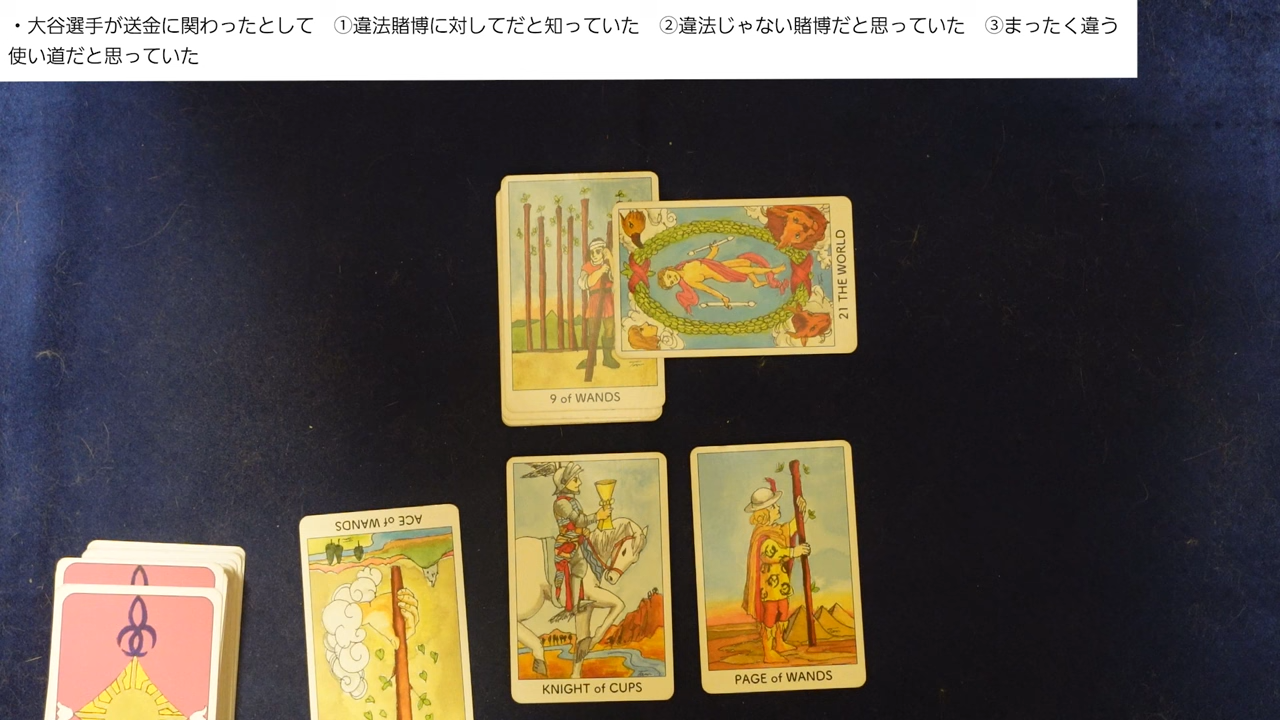 ・大谷選手が送金に関わったとして　①違法賭博に対してだと知っていた　②違法じゃない賭博だと思っていた　③まったく違う
使い道だと思っていた
21 THE WORLD
9 of WANDS
ACE of WANDS
KNIGHT of CUPS
PAGE of WANDS